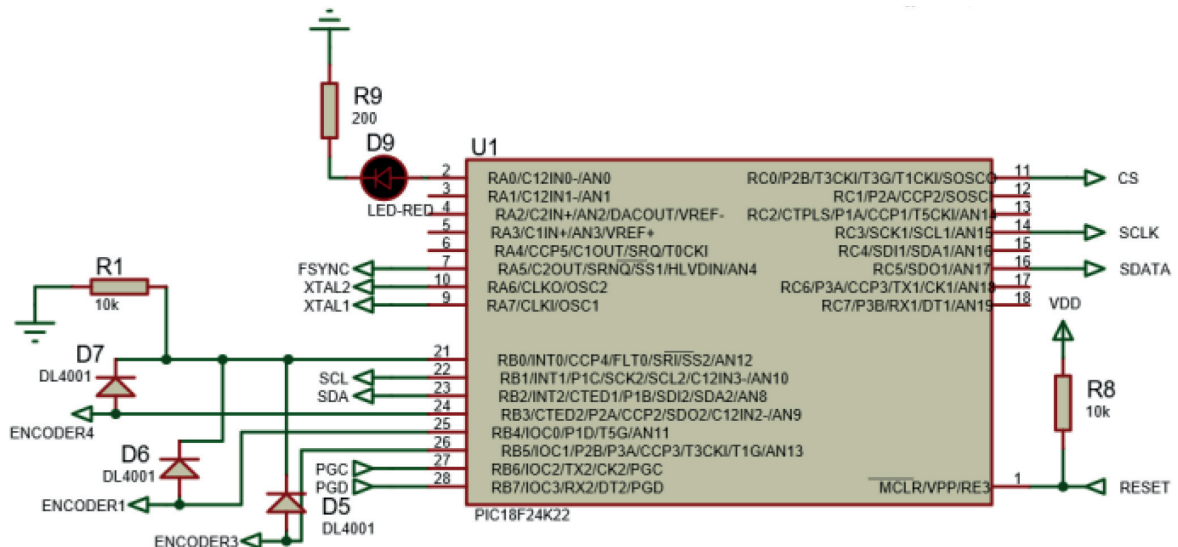 R9
200
D9
LED-RED
U1
2 RA0/C12IN0-/AN0
3 RA1/C12IN1-/AN1
4 RA2/C2IN+/AN2/DACOUT/VREF-
5 RA3/C1IN+/AN3/VREF+
6 RA4/CCP5/C1OUT/SRQ/T0CKI
FSYNC 7 RA5/C2OUT/SRNQ/SS1/HLVDIN/AN4
XTAL2 10 RA6/CLKO/OSC2
XTAL1 9 RA7/CLKI/OSC1
R1
10k
21 RB0/INT0/CCP4/FLT0/SRI/SS2/AN12
SCL 22 RB1/INT1/P1C/SCK2/SCL2/C12IN3-/AN10
SDA 23 RB2/INT2/CTED1/P1B/SDI2/SDA2/AN8
24 RB3/CTED2/P2A/CCP2/SDO2/C12IN2-/AN9
25 RB4/IOC0/P1D/T5G/AN11
26 RB5/IOC1/P2B/P3A/CCP3/T3CKI/T1G/AN13
PGC 27 RB6/IOC2/TX2/CK2/PGC
PGD 28 RB7/IOC3/RX2/DT2/PGD
D7
DL4001
ENCODER4
D6
DL4001
ENCODER1
D5
DL4001
ENCODER3
RC0/P2B/T3CKI/T3G/T1CKI/SOSCO 11 CS
RC1/P2A/CCP2/SOSCI 12
RC2/CTPLS/P1A/CCP1/T5CKI/AN14 13
RC3/SCK1/SCL1/AN15 14 SCLK
RC4/SDI1/SDA1/AN16 15
RC5/SDO1/AN17 16 SDATA
RC6/P3A/CCP3/TX1/CK1/AN18 17
RC7/P3B/RX1/DT1/AN19 18
VDD
R8
10k
MCLR/VPP/RE3 1 RESET
PIC18F24K22